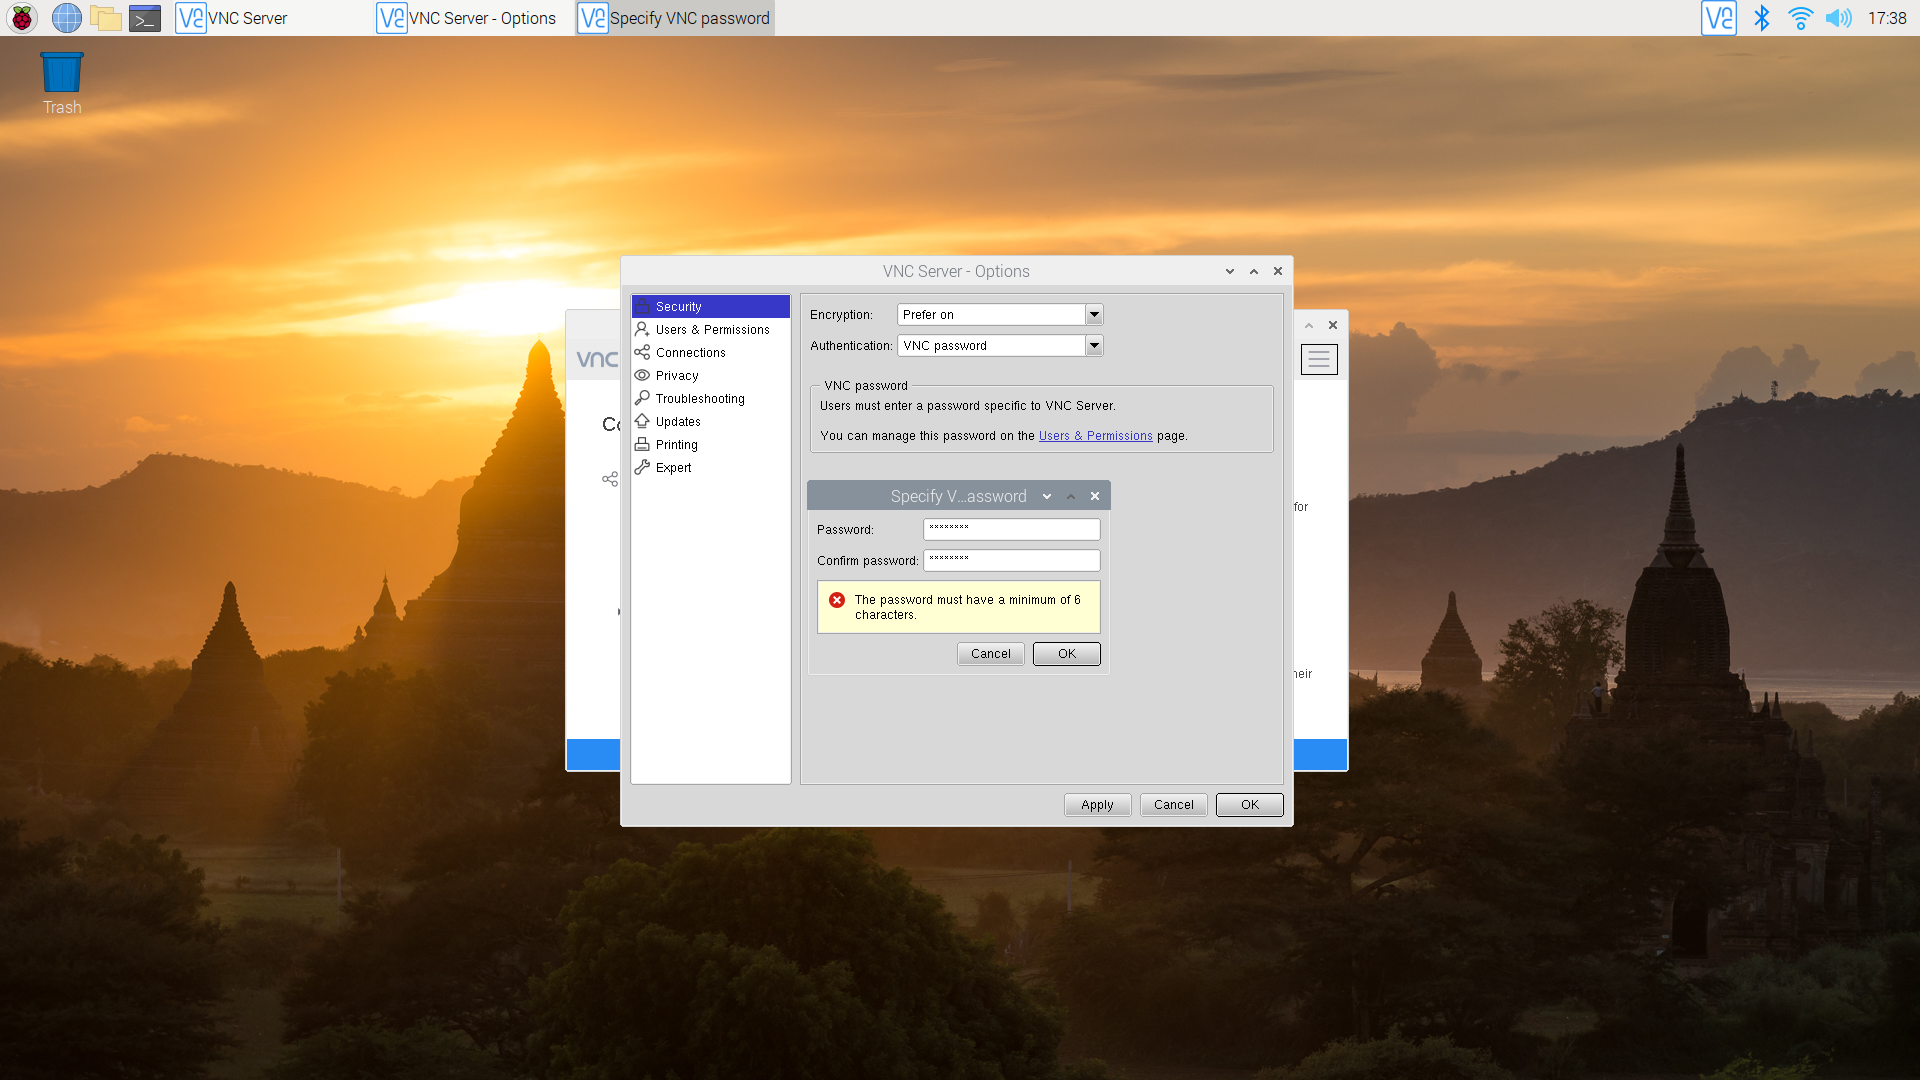 VNC Server
VNC Server - Options
Specify VNC password
17:38
Trash
VNC Server - Options
Security
Users & Permissions
Connections
Privacy
Troubleshooting
Updates
Printing
Expert
Encryption: Prefer on
Authentication: VNC password
VNC password
Users must enter a password specific to VNC Server.
You can manage this password on the Users & Permissions page.
vnc
Co
for
heir
Specify V...assword
Password: ********
Confirm password: ********
The password must have a minimum of 6
characters.
Cancel
OK
Apply
Cancel
OK